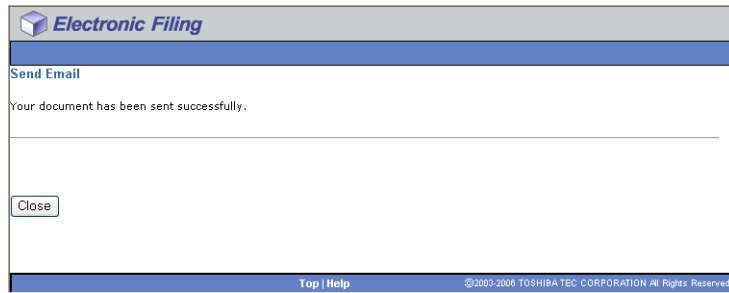 Electronic Filing
Send Email
Your document has been sent successfully.
Close
Top | Help ©2003-2006 TOSHIBA TEC CORPORATION All Rights Reserved